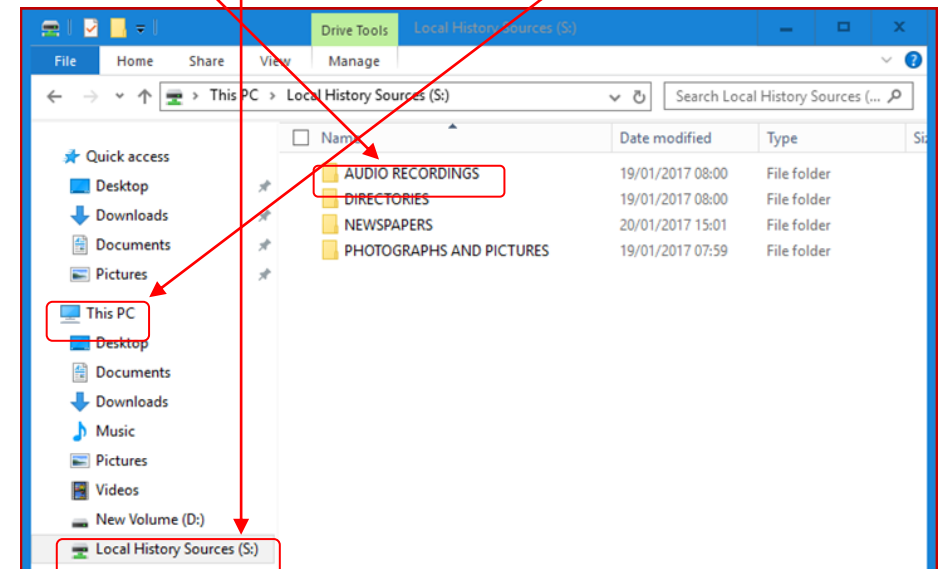 Drive Tools Local History Sources (S:)
File Home Share View Manage
This PC > Local History Sources (S:) Search Local History Sources (...
Name Date modified Type Si
Quick access
Desktop
Downloads
Documents
Pictures
This PC
Desktop
Documents
Downloads
Music
Pictures
Videos
New Volume (D:)
Local History Sources (S:)
AUDIO RECORDINGS 19/01/2017 08:00 File folder
DIRECTORIES 19/01/2017 08:00 File folder
NEWSPAPERS 20/01/2017 15:01 File folder
PHOTOGRAPHS AND PICTURES 19/01/2017 07:59 File folder